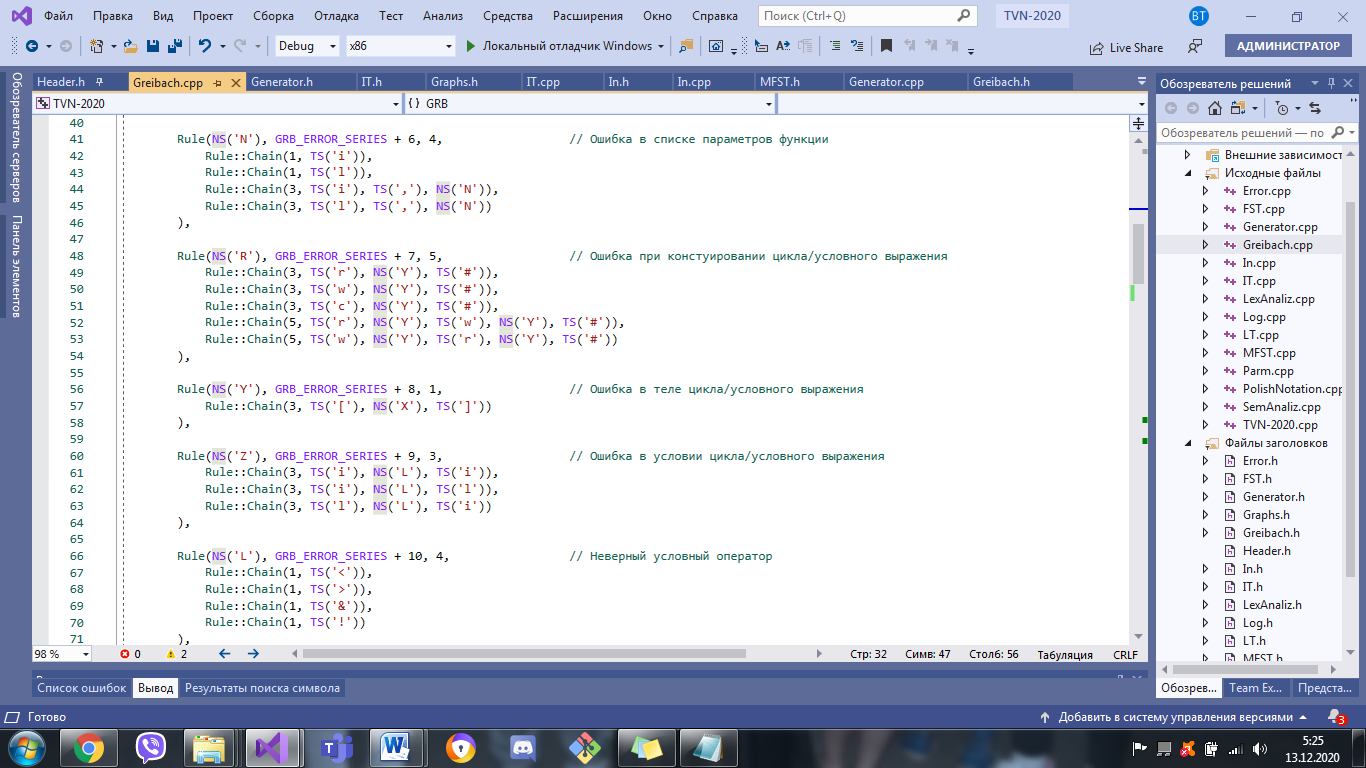 Файл Правка Вид Проект Сборка Отладка Тест Анализ Средства Расширения Окно Справка Поиск (Ctrl+Q) TVN-2020 BT
Debug x86 Локальный отладчик Windows Live Share АДМИНИСТРАТОР
Обозреватель серверов
Панель элементов
Header.h Greibach.cpp Generator.h IT.h Graphs.h IT.cpp In.h In.cpp MFST.h Generator.cpp Greibach.h
TVN-2020 {} GRB
40
41 Rule(NS('N'), GRB_ERROR_SERIES + 6, 4, // Ошибка в списке параметров функции
42 Rule::Chain(1, TS('i')),
43 Rule::Chain(1, TS('l')),
44 Rule::Chain(3, TS('i'), TS(','), NS('N')),
45 Rule::Chain(3, TS('l'), TS(','), NS('N'))
46 ),
47
48 Rule(NS('R'), GRB_ERROR_SERIES + 7, 5, // Ошибка при констуировании цикла/условного выражения
49 Rule::Chain(3, TS('r'), NS('Y'), TS('#')),
50 Rule::Chain(3, TS('w'), NS('Y'), TS('#')),
51 Rule::Chain(3, TS('c'), NS('Y'), TS('#')),
52 Rule::Chain(5, TS('r'), NS('Y'), TS('w'), NS('Y'), TS('#')),
53 Rule::Chain(5, TS('w'), NS('Y'), TS('r'), NS('Y'), TS('#'))
54 ),
55
56 Rule(NS('Y'), GRB_ERROR_SERIES + 8, 1, // Ошибка в теле цикла/условного выражения
57 Rule::Chain(3, TS('['), NS('X'), TS(']'))
58 ),
59
60 Rule(NS('Z'), GRB_ERROR_SERIES + 9, 3, // Ошибка в условии цикла/условного выражения
61 Rule::Chain(3, TS('i'), NS('L'), TS('i')),
62 Rule::Chain(3, TS('i'), NS('L'), TS('l')),
63 Rule::Chain(3, TS('l'), NS('L'), TS('i'))
64 ),
65
66 Rule(NS('L'), GRB_ERROR_SERIES + 10, 4, // Неверный условный оператор
67 Rule::Chain(1, TS('<')),
68 Rule::Chain(1, TS('>')),
69 Rule::Chain(1, TS('&')),
70 Rule::Chain(1, TS('!'))
71 ),
98 % 0 2 Стр: 32 Симв: 47 Столб: 56 Табуляция CRLF
Список ошибок Вывод Результаты поиска символа
Обозреватель решений
Обозреватель решений — по
Внешние зависимост
Исходные файлы
Error.cpp
FST.cpp
Generator.cpp
Greibach.cpp
In.cpp
IT.cpp
LexAnaliz.cpp
Log.cpp
LT.cpp
MFST.cpp
Parm.cpp
PolishNotation.cpp
SemAnaliz.cpp
TVN-2020.cpp
Файлы заголовков
Error.h
FST.h
Generator.h
Graphs.h
Greibach.h
Header.h
In.h
IT.h
LexAnaliz.h
Log.h
LT.h
MFST.h
Обозрев... Team Ex... Предста...
Готово Добавить в систему управления версиями 3
5:25
13.12.2020